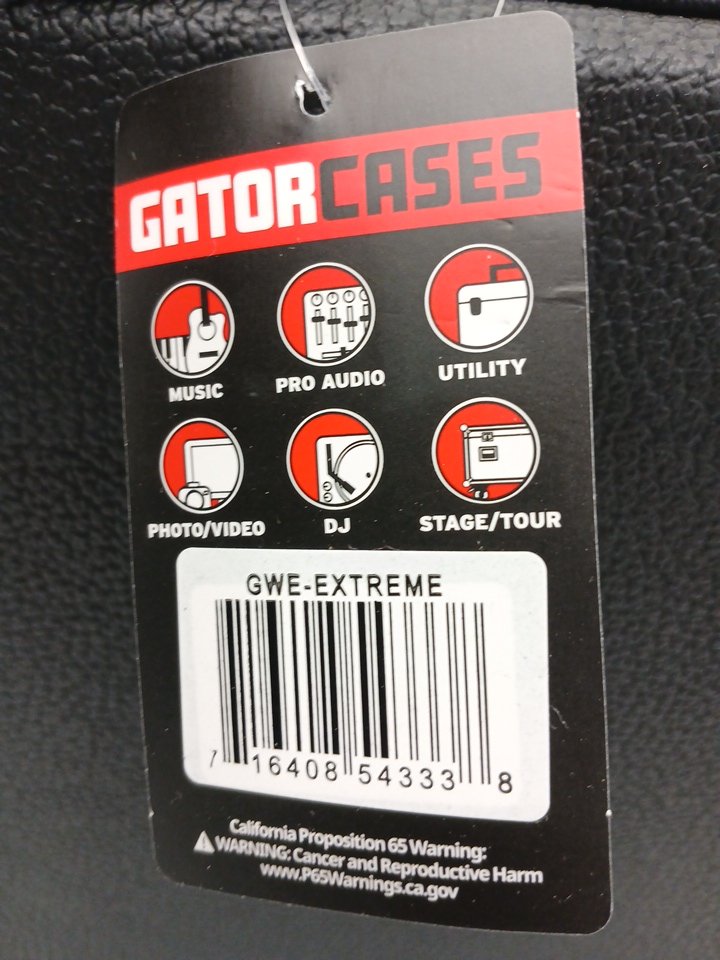 GATORCASES
MUSIC
PRO AUDIO
UTILITY
PHOTO/VIDEO
DJ
STAGE/TOUR
GWE-EXTREME
7 16408 54333 8
California Proposition 65 Warning:
WARNING: Cancer and Reproductive Harm
www.P65Warnings.ca.gov